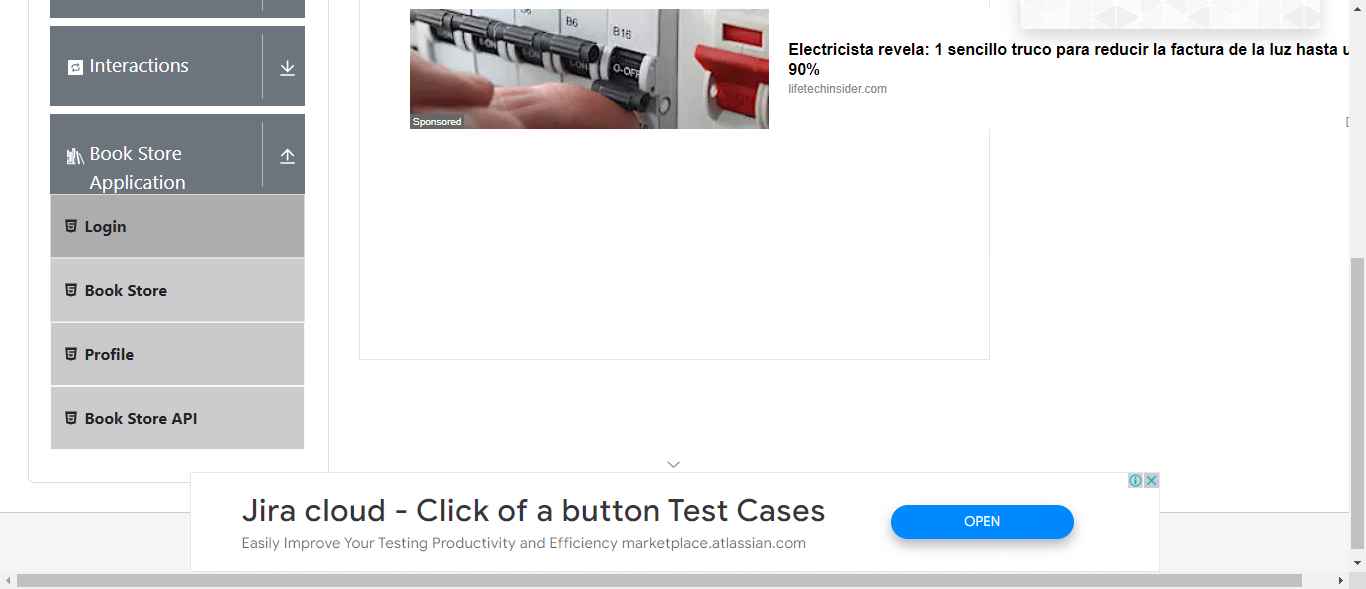 Interactions
Book Store
Application
Login
Book Store
Profile
Book Store API
B6
B16
O-OFF
Sponsored
Electricista revela: 1 sencillo truco para reducir la factura de la luz hasta
90%
lifetechinsider.com
Jira cloud - Click of a button Test Cases
Easily Improve Your Testing Productivity and Efficiency marketplace.atlassian.com
OPEN